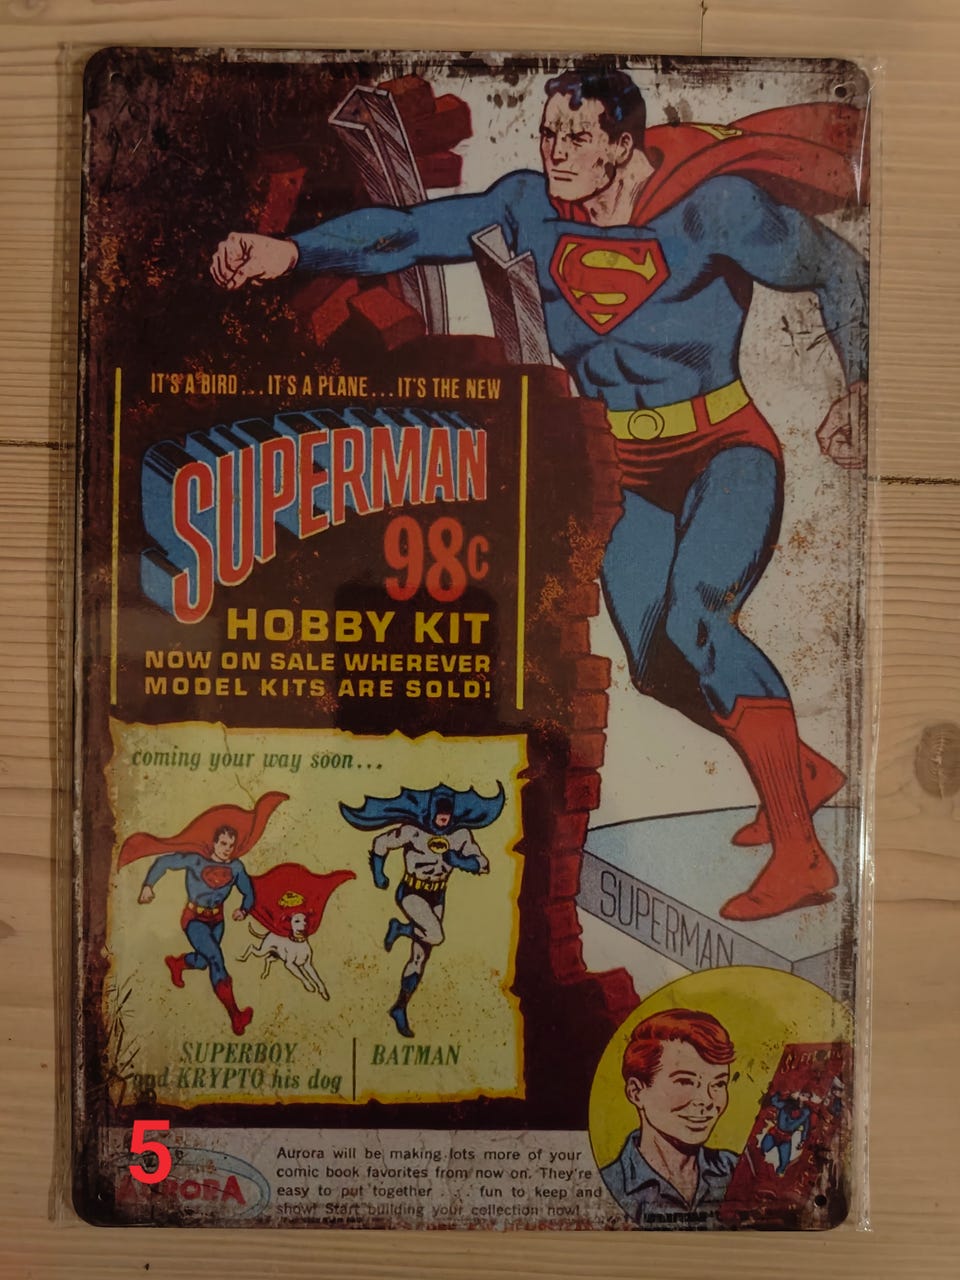 IT'S A BIRD...IT'S A PLANE...IT'S THE NEW
SUPERMAN
98c
HOBBY KIT
NOW ON SALE WHEREVER
MODEL KITS ARE SOLD!
coming your way soon...
SUPERBOY
and KRYPTO his dog
BATMAN
SUPERMAN
5
AURORA
Aurora will be making lots more of your
comic book favorites from now on. They're
easy to put together . . . fun to keep and
show! Start building your collection now!